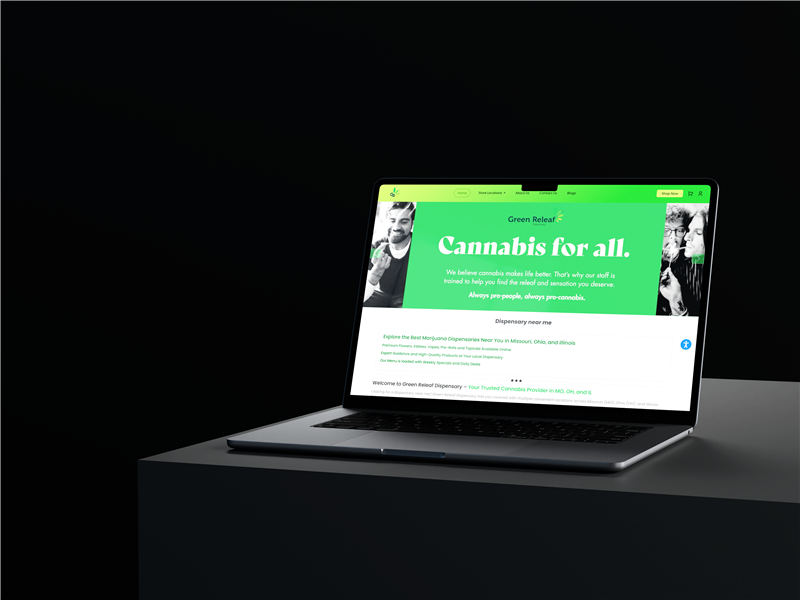 Home Store Locations About Us Contact Us Blogs Shop Now
Green Releaf
Cannabis for all.
We believe cannabis makes life better. That's why our staff is
trained to help you find the releaf and sensation you deserve.
Always pro-people, always pro-cannabis.
Dispensary near me
Explore the Best Marijuana Dispensaries Near You in Missouri, Ohio, and Illinois.
Premium Flowers, Edibles, Vapes, Pre-Rolls and Topicals Available Online
Expert Guidance and High-Quality Products at Your Local Dispensary
Our Menu is loaded with Weekly Specials and Daily Deals
Welcome to Green Releaf Dispensary – Your Trusted Cannabis Provider in MO, OH, and IL